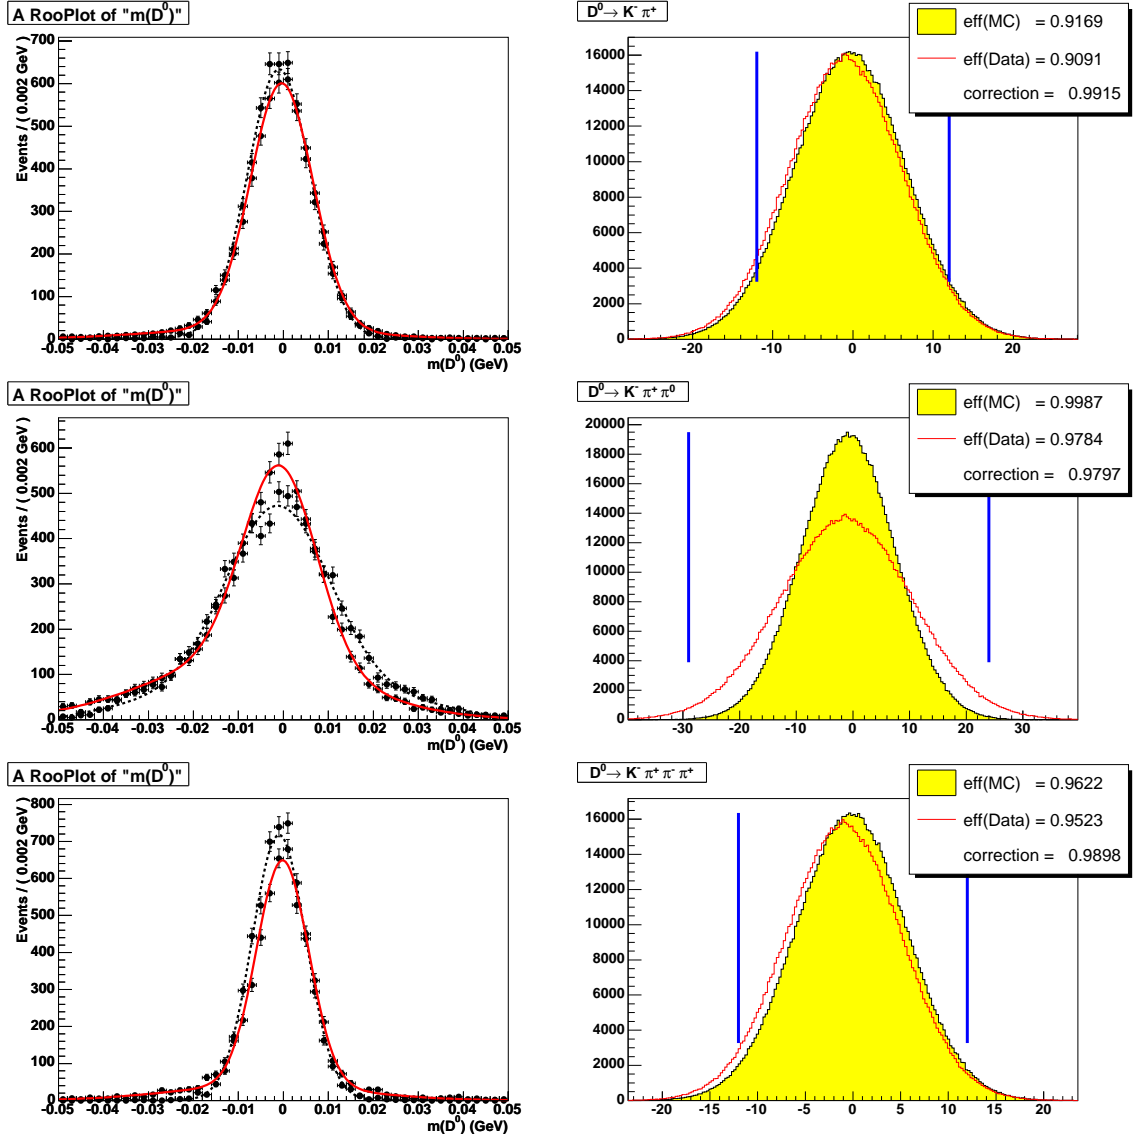 A RooPlot of "m(D⁰)"
Events / ( 0.002 GeV )
700
600
500
400
300
200
100
0
-0.05 -0.04 -0.03 -0.02 -0.01 0 0.01 0.02 0.03 0.04 0.05
m(D⁰) (GeV)
D⁰→ K⁻ π⁺
eff(MC) = 0.9169
eff(Data) = 0.9091
correction = 0.9915
16000
14000
12000
10000
8000
6000
4000
2000
0
-20 -10 0 10 20
A RooPlot of "m(D⁰)"
Events / ( 0.002 GeV )
600
500
400
300
200
100
0
-0.05 -0.04 -0.03 -0.02 -0.01 0 0.01 0.02 0.03 0.04 0.05
m(D⁰) (GeV)
D⁰→ K⁻ π⁺ π⁰
eff(MC) = 0.9987
eff(Data) = 0.9784
correction = 0.9797
20000
18000
16000
14000
12000
10000
8000
6000
4000
2000
0
-30 -20 -10 0 10 20 30
A RooPlot of "m(D⁰)"
Events / ( 0.002 GeV )
800
700
600
500
400
300
200
100
0
-0.05 -0.04 -0.03 -0.02 -0.01 0 0.01 0.02 0.03 0.04 0.05
m(D⁰) (GeV)
D⁰→ K⁻ π⁺ π⁻ π⁺
eff(MC) = 0.9622
eff(Data) = 0.9523
correction = 0.9898
16000
14000
12000
10000
8000
6000
4000
2000
0
-20 -15 -10 -5 0 5 10 15 20